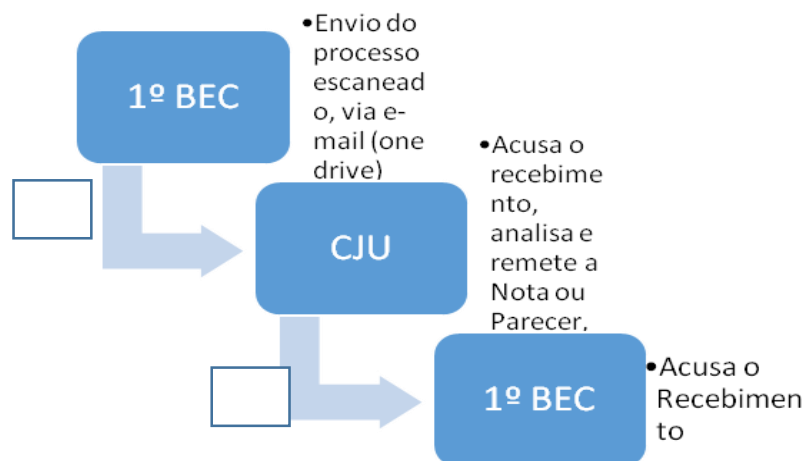 1º BEC
•Envio do
processo
escanead
o, via e-
mail (one
drive)
CJU
•Acusa o
recebime
nto,
analisa e
remete a
Nota ou
Parecer,
1º BEC
•Acusa o
Recebimen
to